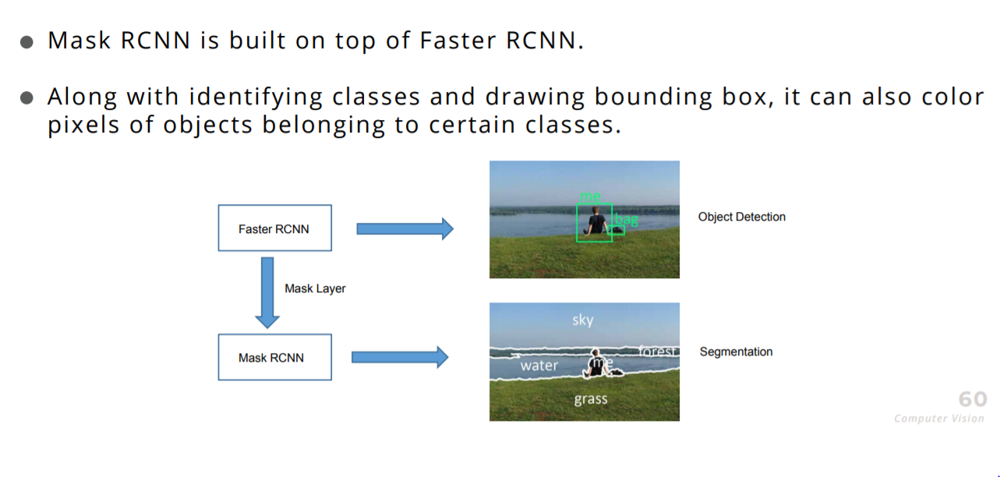 Mask RCNN is built on top of Faster RCNN.
Along with identifying classes and drawing bounding box, it can also color
pixels of objects belonging to certain classes.
me
bag
Faster RCNN
Object Detection
Mask Layer
sky
forest
water
me
grass
Mask RCNN
Segmentation
60
Computer Vision